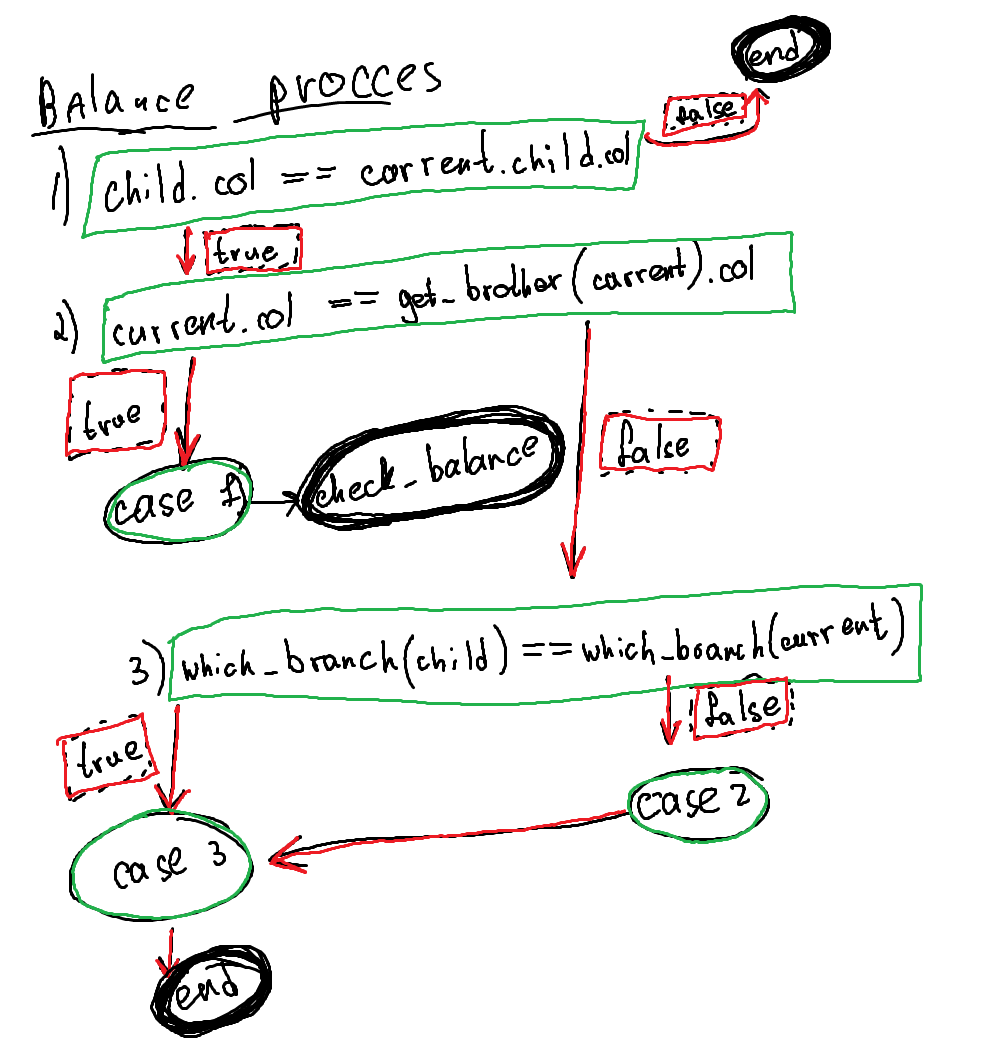 end
Balance procces
false
1) child.col == current.child.col
true
2) current.col == get_brother(current).col
true
false
case 1
check_balance
3) which_branch(child) == which_branch(current)
false
true
case 2
case 3
end